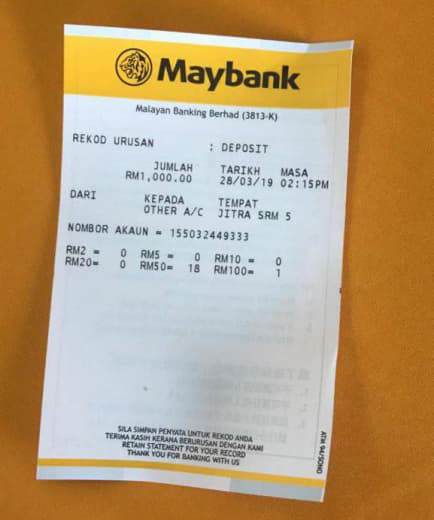 Maybank
Malayan Banking Berhad (3813-K)
REKOD URUSAN : DEPOSIT
JUMLAH TARIKH MASA
RM1,000.00 28/03/19 02:15PM
DARI KEPADA TEMPAT
OTHER A/C JITRA SRM 5
NOMBOR AKAUN = 155032449333
RM2 = 0 RM5 = 0 RM10 = 0
RM20= 0 RM50= 18 RM100= 1
SILA SIMPAN PENYATA UNTUK REKOD ANDA
TERIMA KASIH KERANA BERURUSAN DENGAN KAMI
RETAIN STATEMENT FOR YOUR RECORD
THANK YOU FOR BANKING WITH US